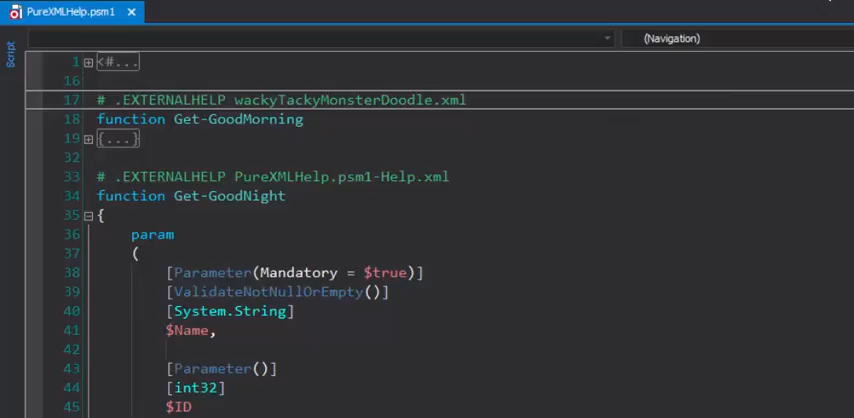 PureXMLHelp.psm1 ×
Script
(Navigation)
1 <#...
16
17 # .EXTERNALHELP wackyTackyMonsterDoodle.xml
18 function Get-GoodMorning
19 {...}
32
33 # .EXTERNALHELP PureXMLHelp.psm1-Help.xml
34 function Get-GoodNight
35 {
36 param
37 (
38 [Parameter(Mandatory = $true)]
39 [ValidateNotNullOrEmpty()]
40 [System.String]
41 $Name,
42
43 [Parameter()]
44 [int32]
45 $ID